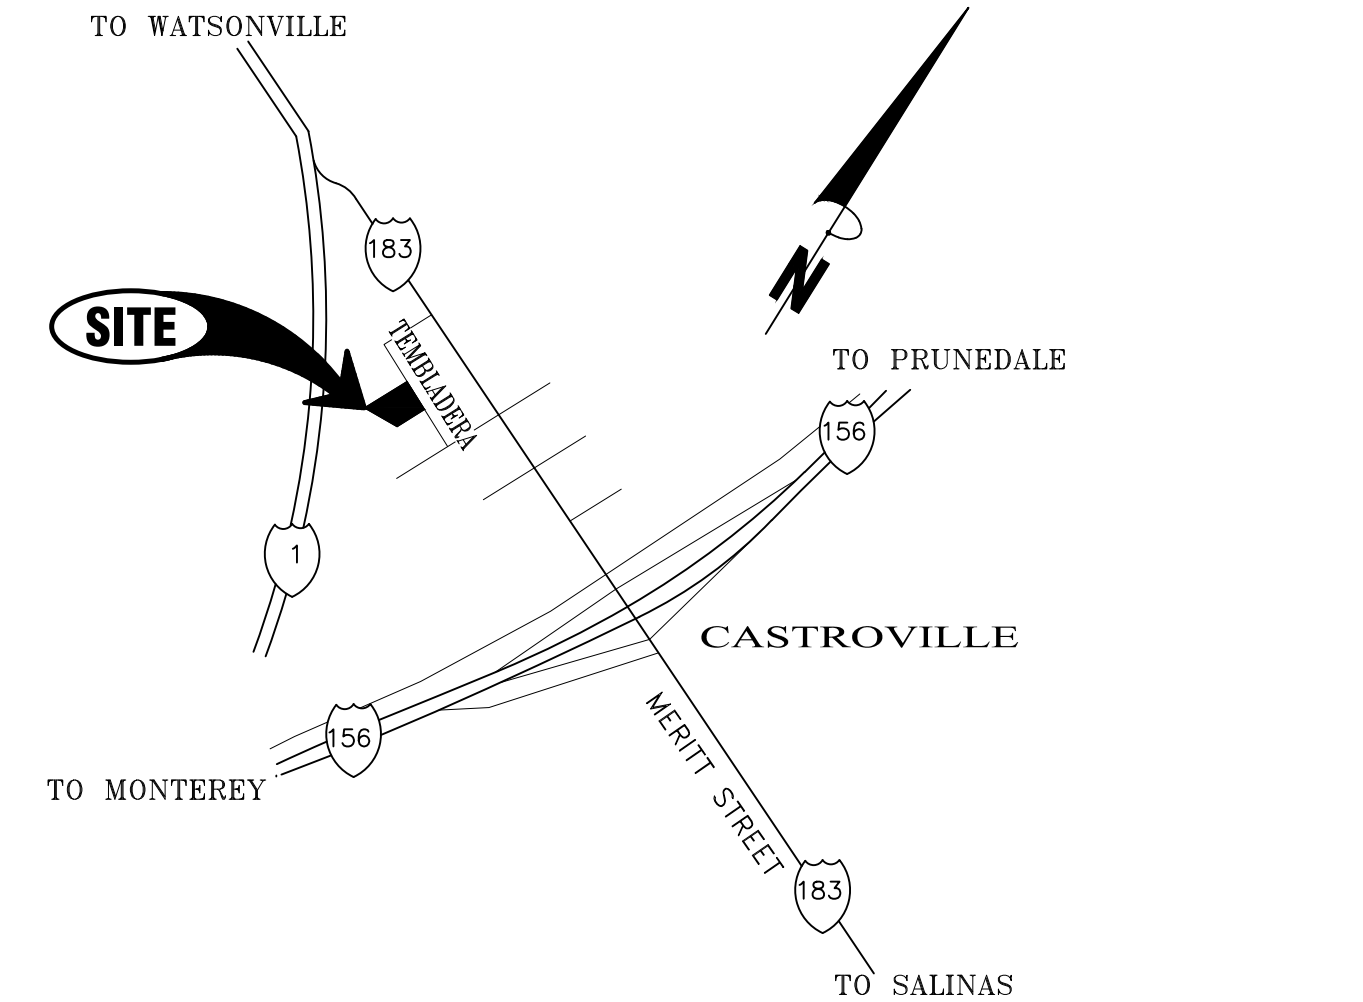 TO WATSONVILLE
183
N
SITE
TEMBLADERA
TO PRUNEDALE
156
1
CASTROVILLE
156
MERITT STREET
TO MONTEREY
183
TO SALINAS